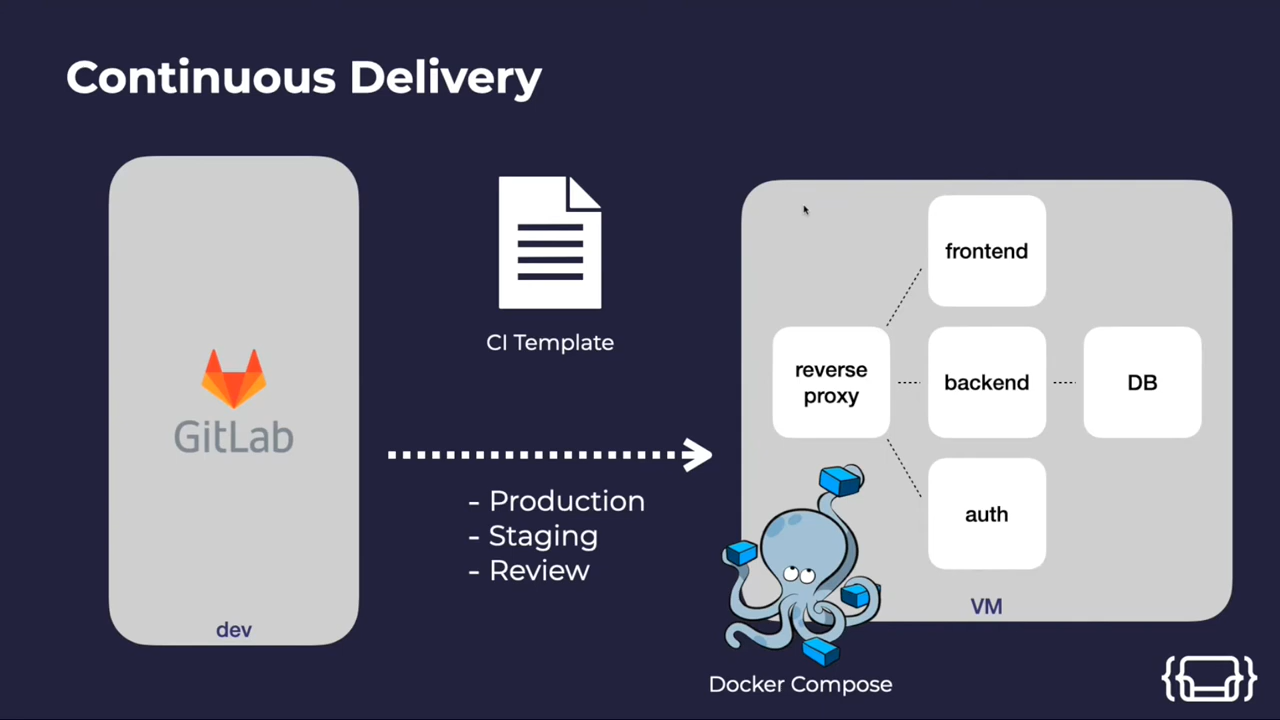 Continuous Delivery
GitLab
dev
CI Template
- Production
- Staging
- Review
frontend
reverse
proxy
backend
DB
auth
VM
Docker Compose